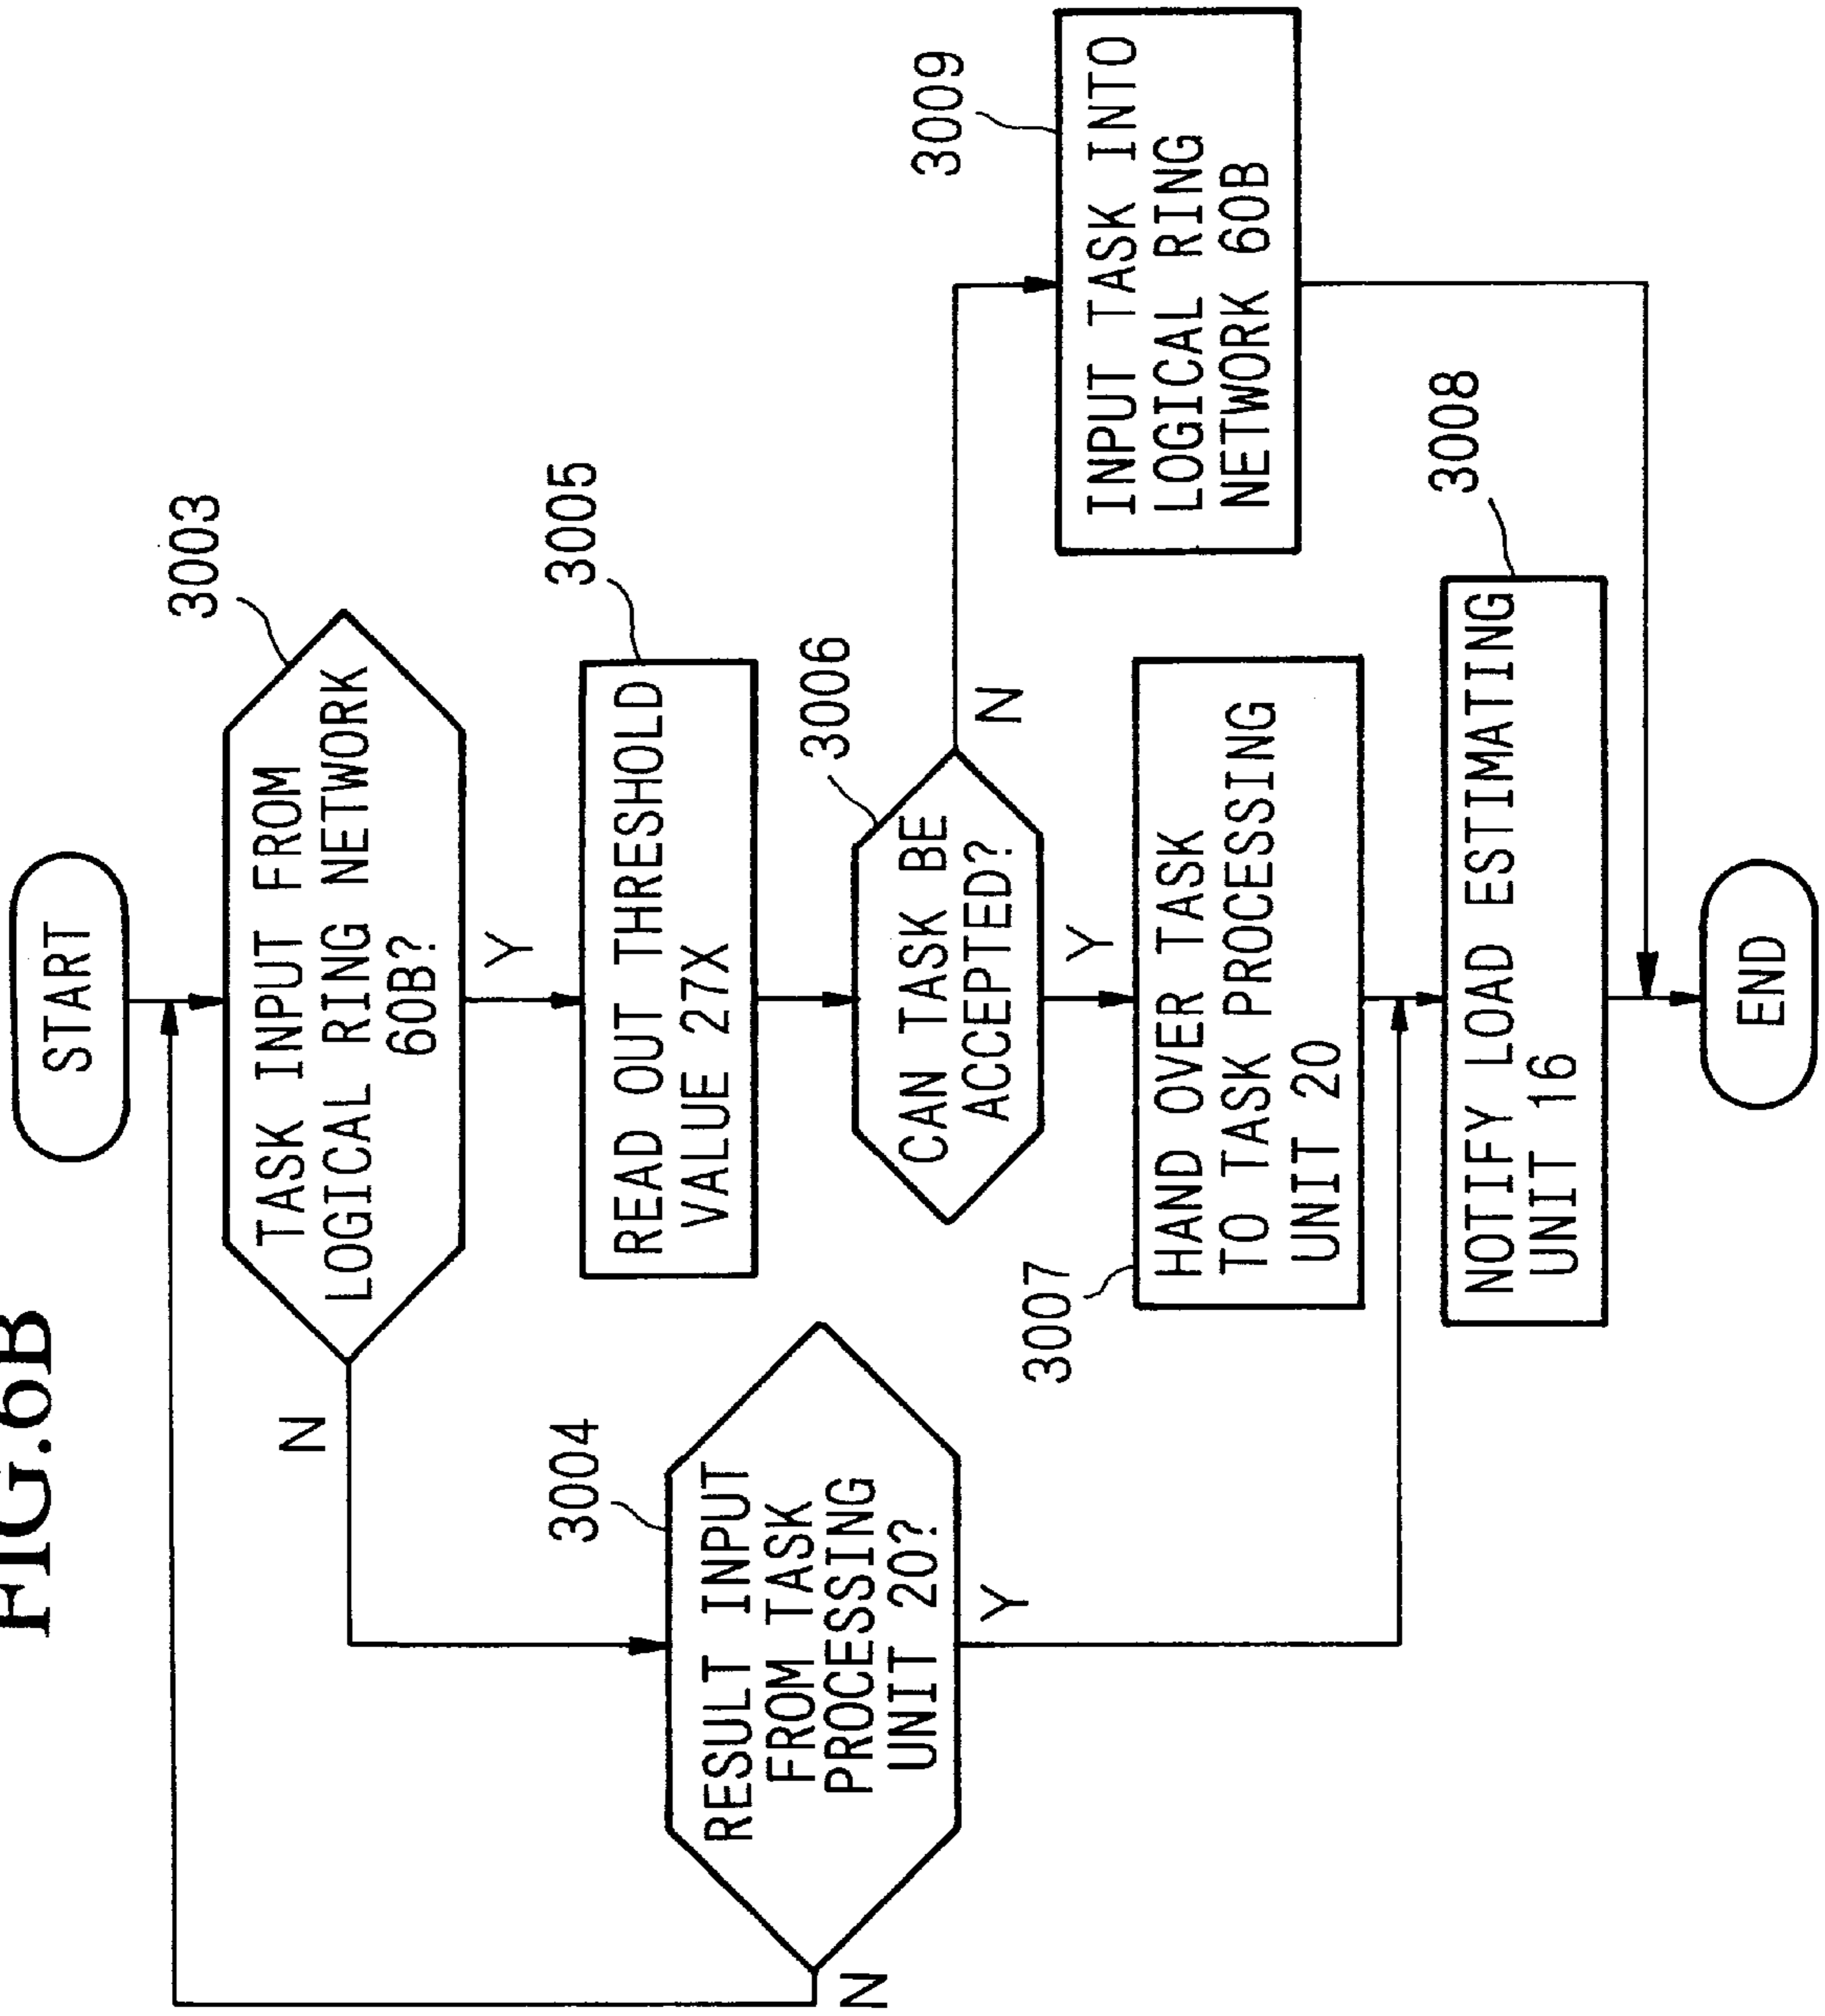 FIG.6B
START
3003
TASK INPUT FROM
LOGICAL RING NETWORK
60B?
N
Y
3004
RESULT INPUT
FROM TASK
PROCESSING
UNIT 20?
N
Y
3005
READ OUT THRESHOLD
VALUE 27X
3006
CAN TASK BE
ACCEPTED?
N
Y
3009
INPUT TASK INTO
LOGICAL RING
NETWORK 60B
3007
HAND OVER TASK
TO TASK PROCESSING
UNIT 20
3008
NOTIFY LOAD ESTIMATING
UNIT 16
END